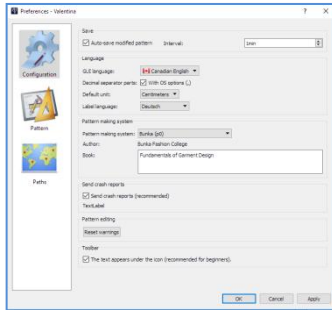 Preferences - Valentina
Configuration
Pattern
Paths
Save
Auto-save modified pattern Interval: 1min
Language
GUI language: Canadian English
Decimal separator parts: With OS options (,)
Default unit: Centimeters
Label language: Deutsch
Pattern making system
Pattern making system: Bunka (p0)
Author: Bunka Fashion College
Book: Fundamentals of Garment Design
Send crash reports
Send crash reports (recommended)
TextLabel
Pattern editing
Reset warnings
Toolbar
The text appears under the icon (recommended for beginners).
OK Cancel Apply